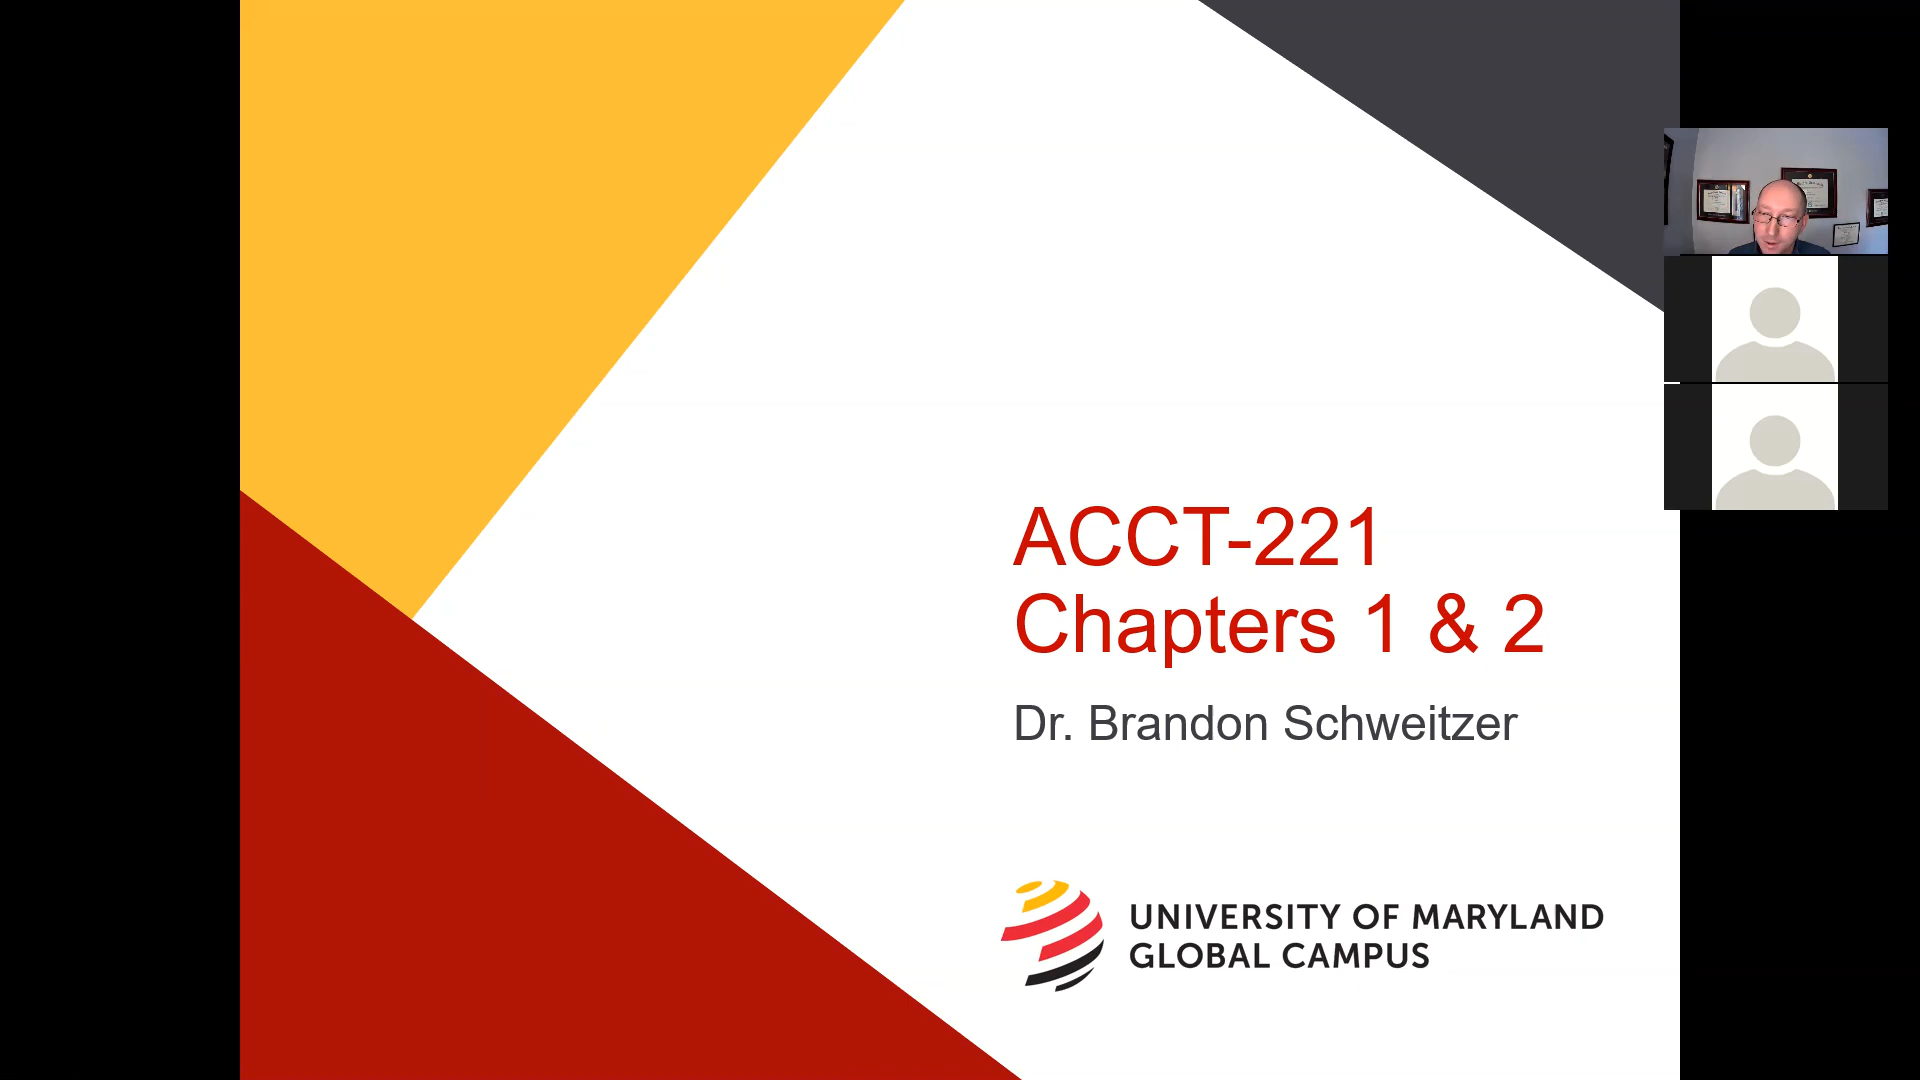 ACCT-221
Chapters 1 & 2
Dr. Brandon Schweitzer
UNIVERSITY OF MARYLAND
GLOBAL CAMPUS